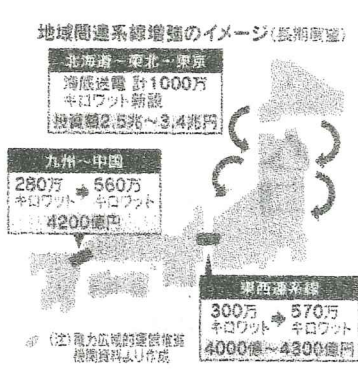 地域間連系線増強のイメージ(長期展望)
北海道～東北・東京
海底送電 計1000万
キロワット新設
投資額2.5兆～3.4兆円
九州～中国
280万 → 560万
キロワット キロワット
4200億円
東西連系線
300万 → 570万
キロワット キロワット
4000億～4300億円
(注)電力広域的運営推進
機関資料より作成